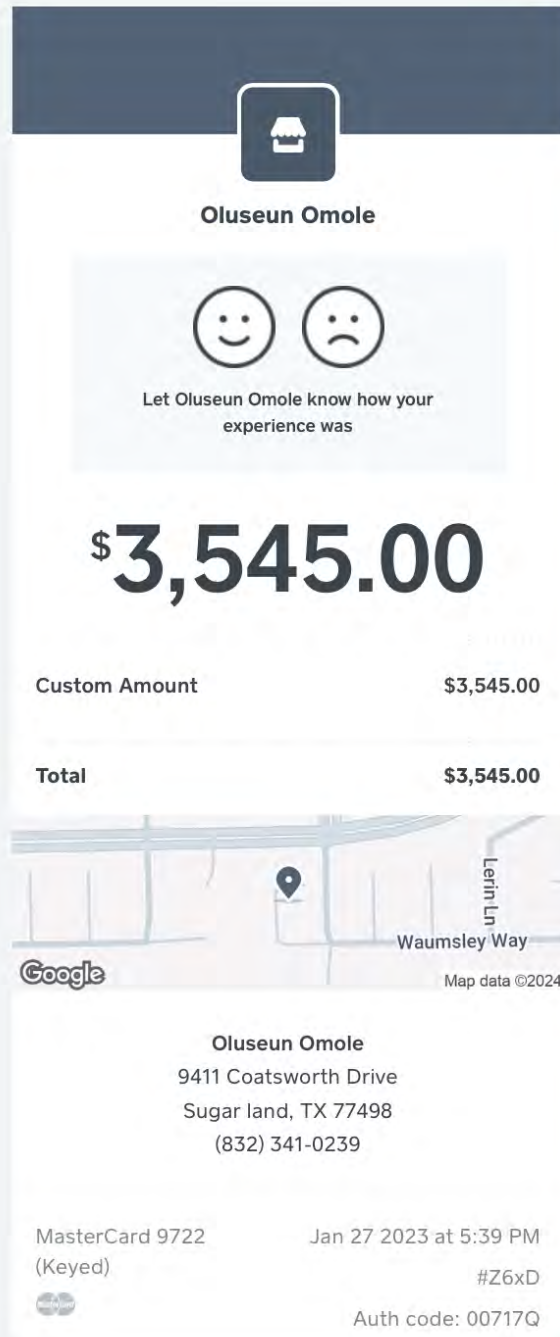 Oluseun Omole
Let Oluseun Omole know how your
experience was
$3,545.00
Custom Amount $3,545.00
Total $3,545.00
Lerin Ln
Waumsley Way
Google
Map data ©2024
Oluseun Omole
9411 Coatsworth Drive
Sugar land, TX 77498
(832) 341-0239
MasterCard 9722
(Keyed)
Jan 27 2023 at 5:39 PM
#Z6xD
Auth code: 00717Q